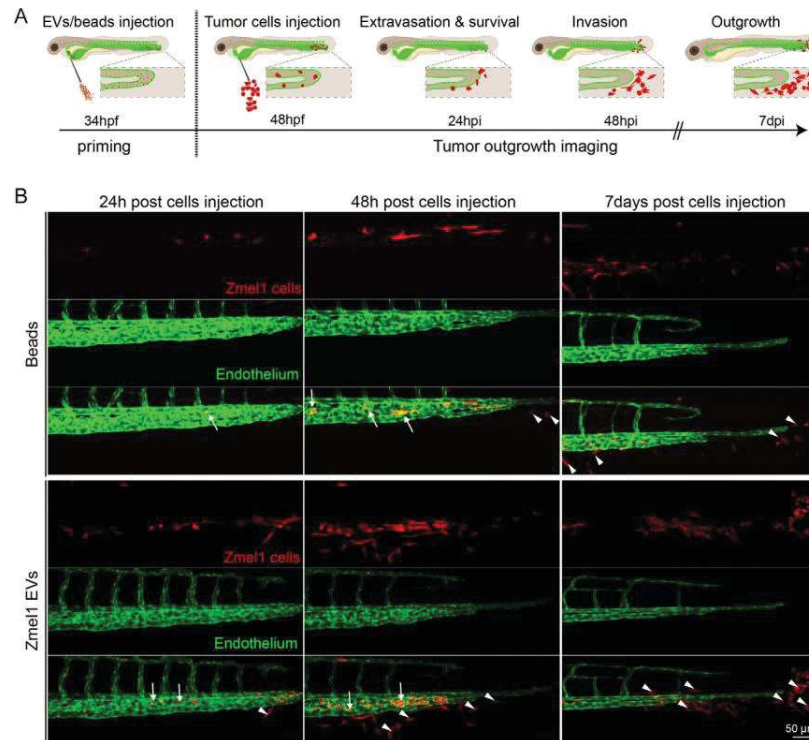 A
EVs/beads injection Tumor cells injection Extravasation & survival Invasion Outgrowth
34hpf 48hpf 24hpi 48hpi 7dpi
priming Tumor outgrowth imaging
B
24h post cells injection 48h post cells injection 7days post cells injection
Beads
Zmel1 cells
Endothelium
Zmel1 EVs
Zmel1 cells
Endothelium
50 µm